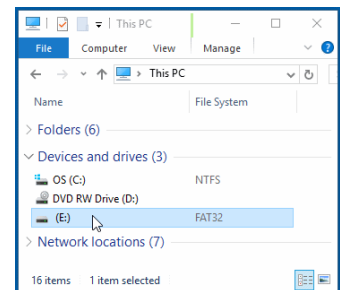 This PC
File Computer View Manage
This PC
Name File System
Folders (6)
Devices and drives (3)
OS (C:) NTFS
DVD RW Drive (D:)
(E:) FAT32
Network locations (7)
16 items 1 item selected